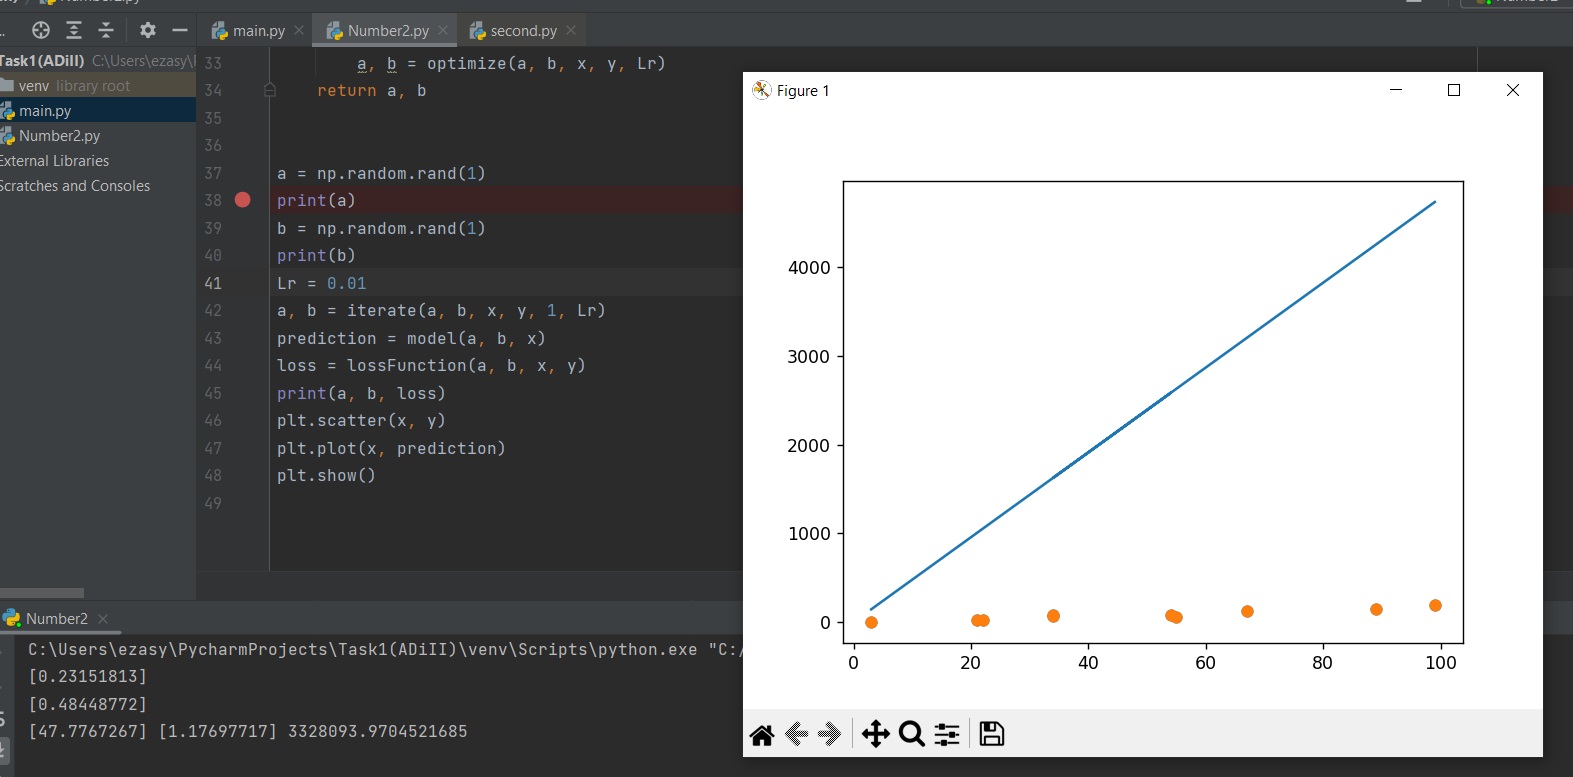 Number2.py
main.py
Number2.py
second.py
Task1(ADiII) C:\Users\ezasy\
venv library root
main.py
Number2.py
External Libraries
Scratches and Consoles
33 a, b = optimize(a, b, x, y, Lr)
34 return a, b
35
36
37 a = np.random.rand(1)
38 print(a)
39 b = np.random.rand(1)
40 print(b)
41 Lr = 0.01
42 a, b = iterate(a, b, x, y, 1, Lr)
43 prediction = model(a, b, x)
44 loss = lossFunction(a, b, x, y)
45 print(a, b, loss)
46 plt.scatter(x, y)
47 plt.plot(x, prediction)
48 plt.show()
49
Figure 1
4000
3000
2000
1000
0
0 20 40 60 80 100
Number2
C:\Users\ezasy\PycharmProjects\Task1(ADiII)\venv\Scripts\python.exe "C:/
[0.23151813]
[0.48448772]
[47.7767267] [1.17697717] 3328093.9704521685